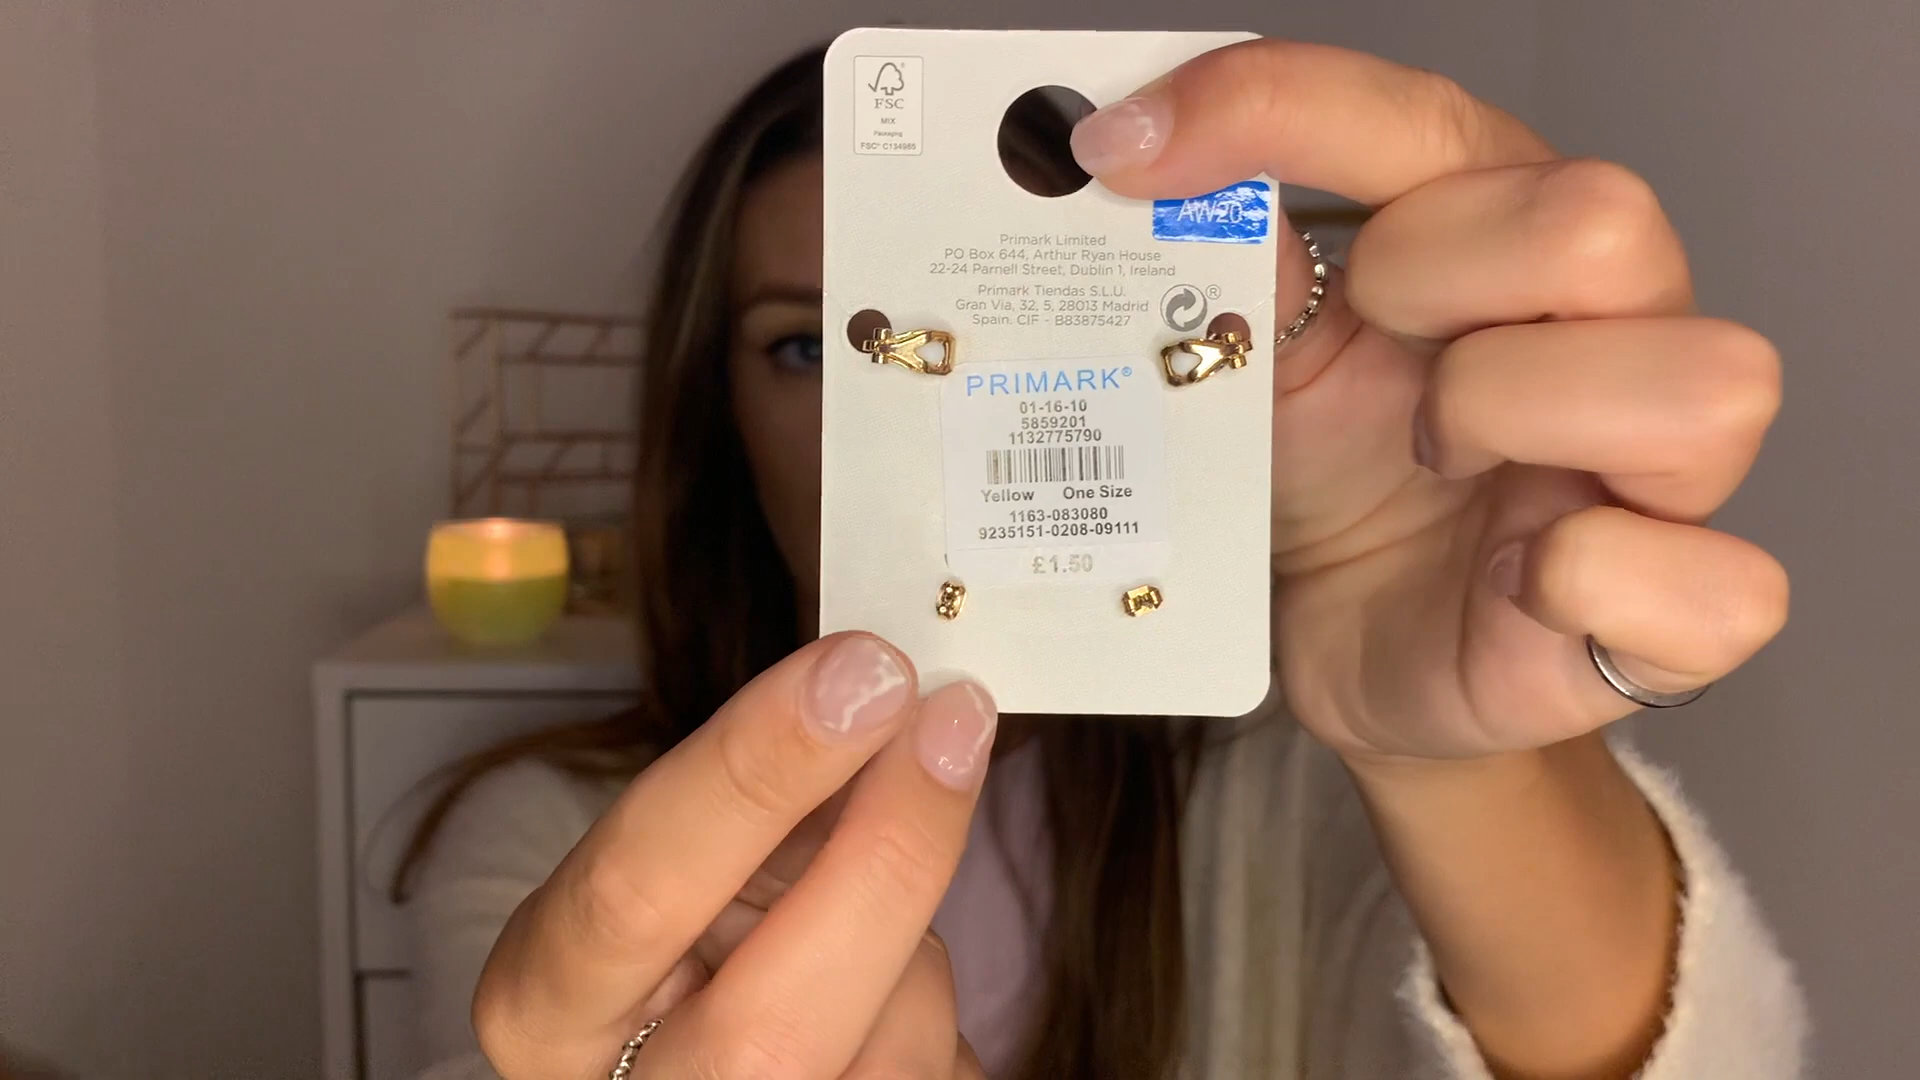 FSC
MIX
Packaging
FSC® C134985
AW20
Primark Limited
PO Box 644, Arthur Ryan House
22-24 Parnell Street, Dublin 1, Ireland
Primark Tiendas S.L.U.
Gran Via, 32, 5, 28013 Madrid
Spain. CIF - B83875427
PRIMARK®
01-16-10
5859201
1132775790
Yellow One Size
1163-083080
9235151-0208-09111
£1.50